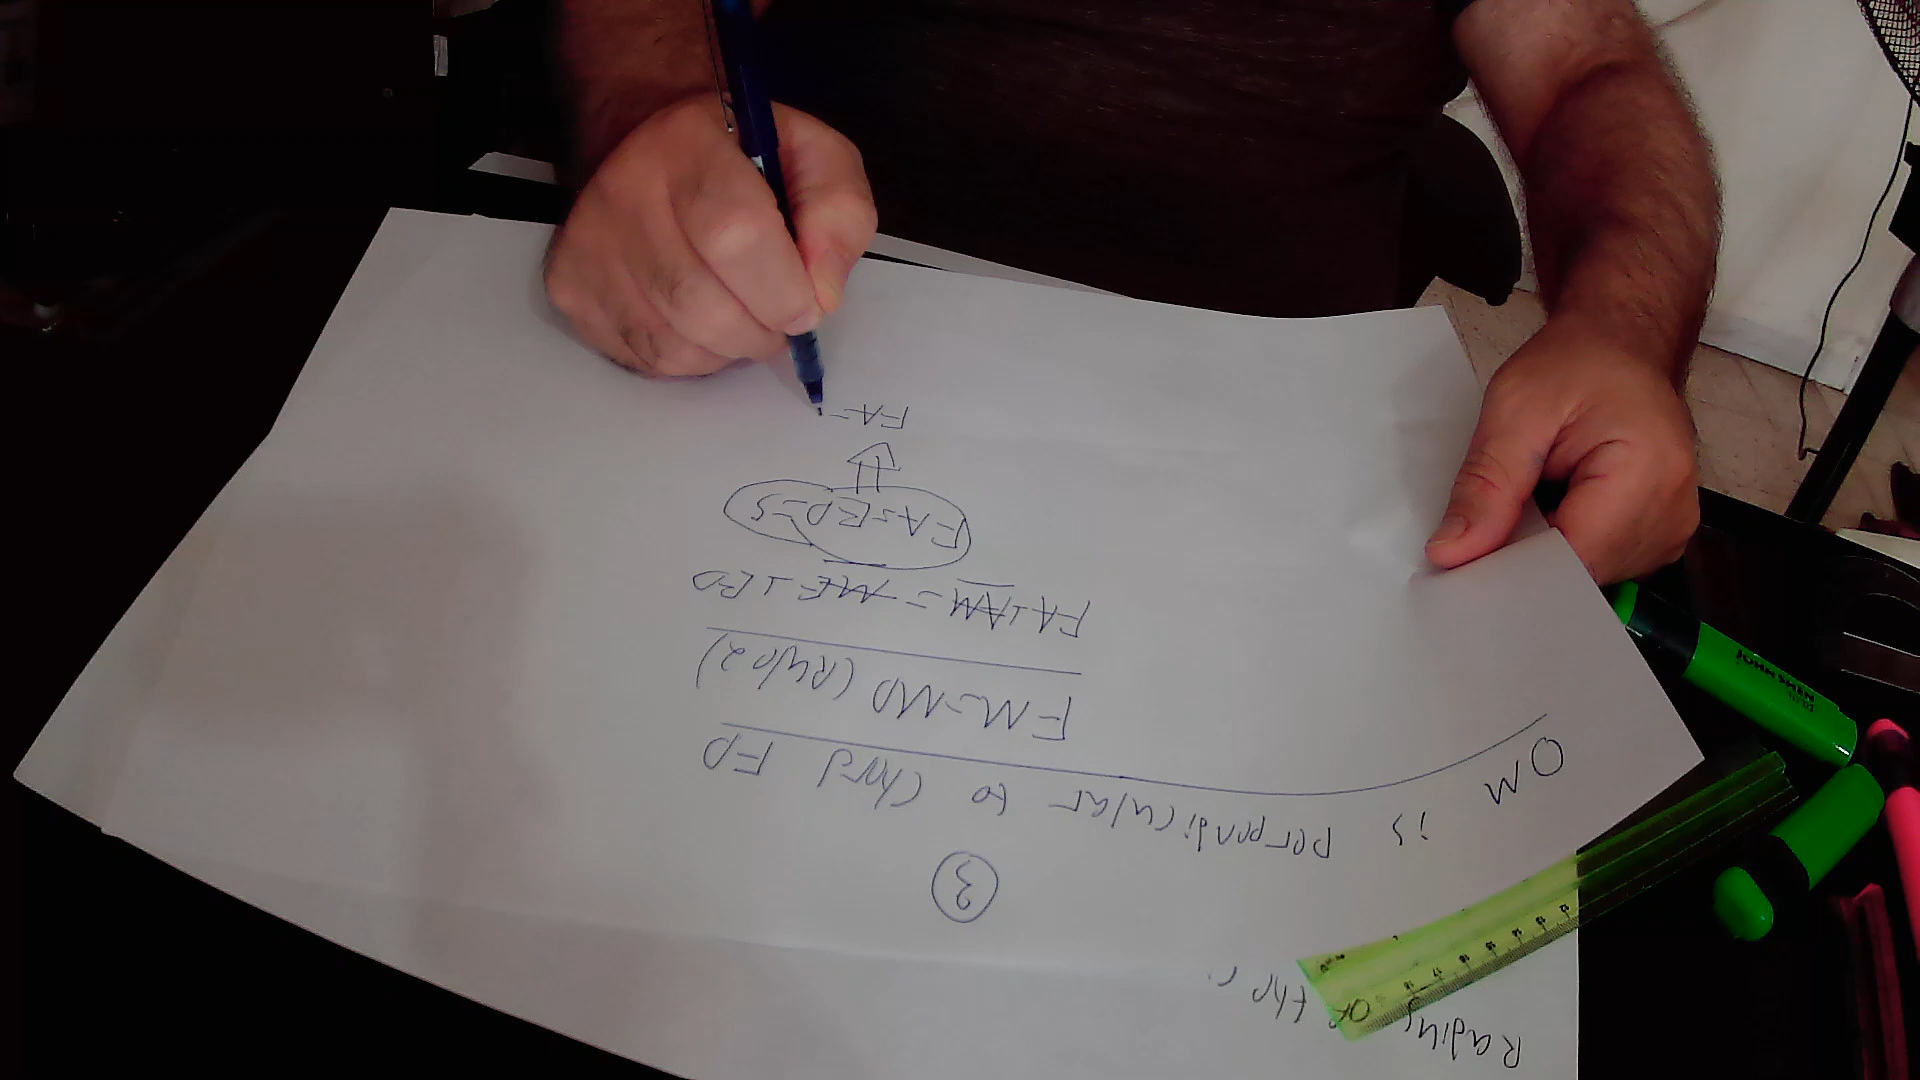 Radius of the
③
OM is perpendicular to Chord FD
FM=MD (Rule 2)
FA+AM = ME+ED
FA=ED=5
FA=